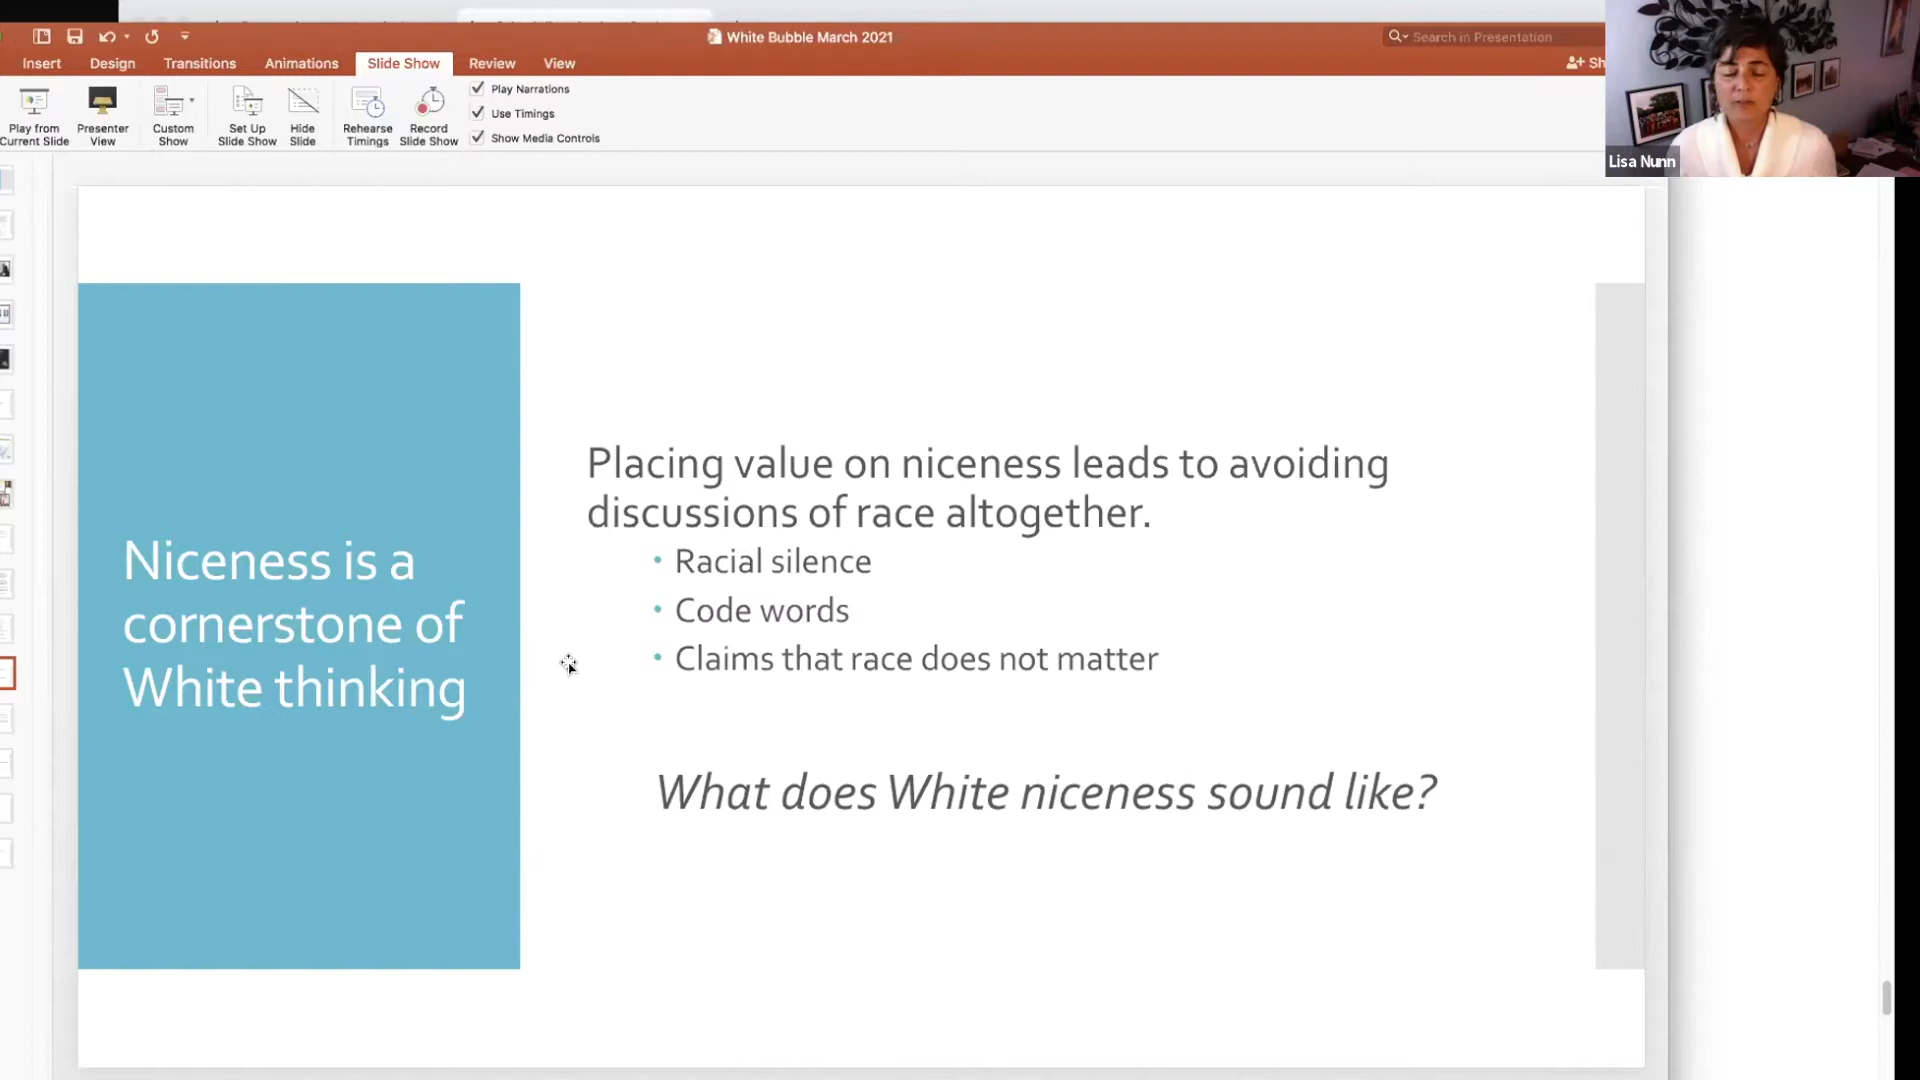 White Bubble March 2021
Search in Presentation
Insert
Design
Transitions
Animations
Slide Show
Review
View
Sh
Play from
Current Slide
Presenter
View
Custom
Show
Set Up
Slide Show
Hide
Slide
Rehearse
Timings
Record
Slide Show
Play Narrations
Use Timings
Show Media Controls
Lisa Nunn
Niceness is a
cornerstone of
White thinking
Placing value on niceness leads to avoiding
discussions of race altogether.
• Racial silence
• Code words
• Claims that race does not matter
What does White niceness sound like?